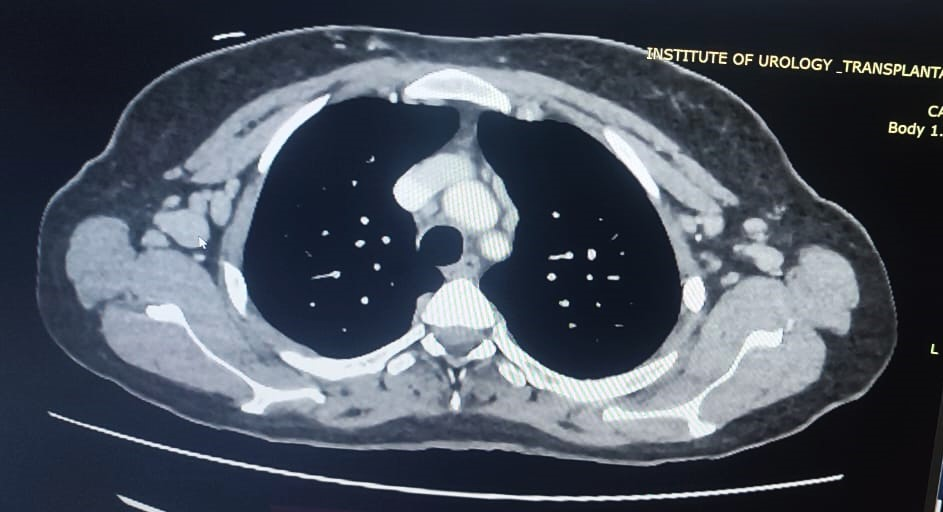 INSTITUTE OF UROLOGY _TRANSPLANTA
CA
Body 1.
L